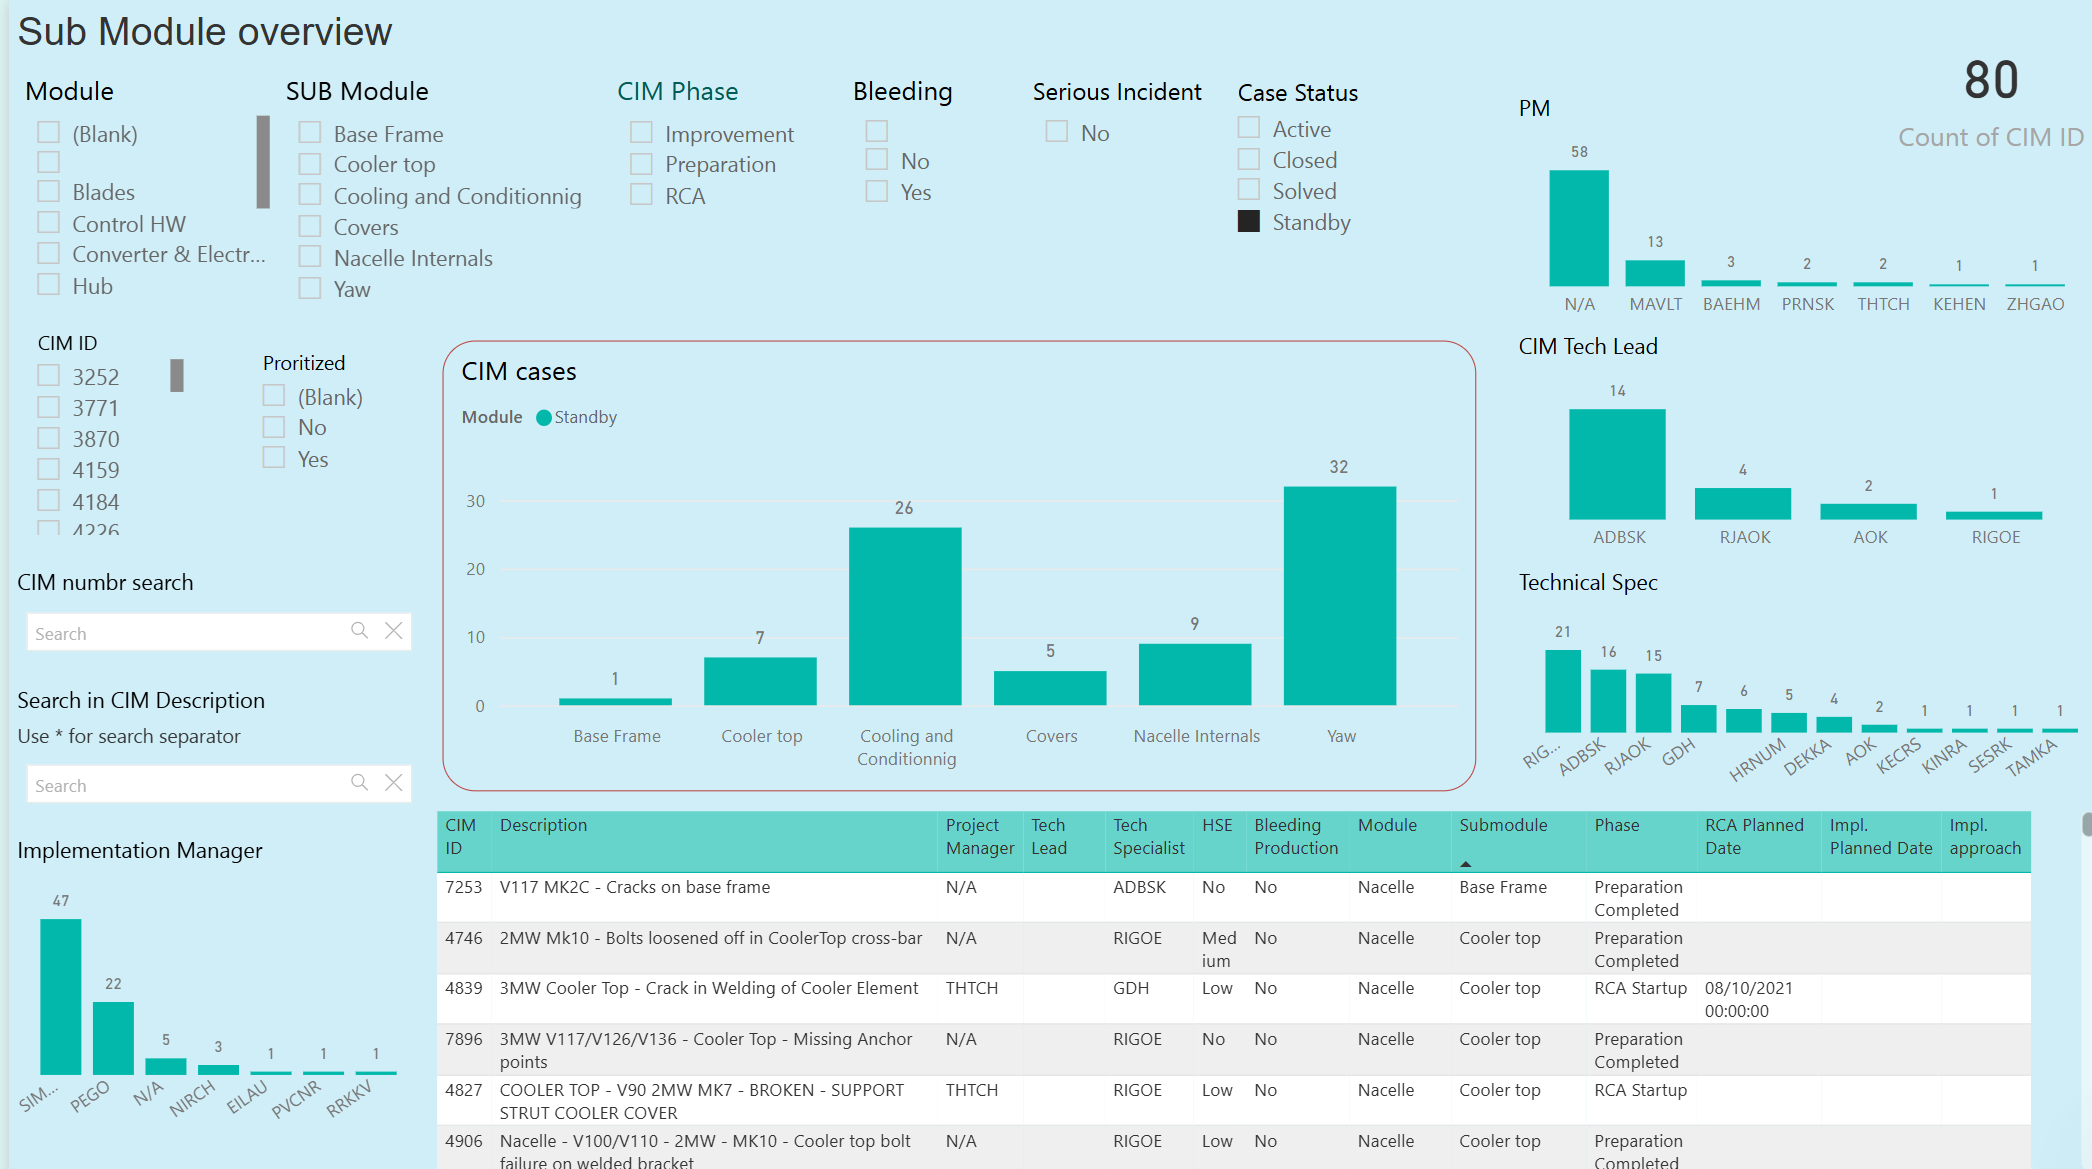 Sub Module overview
Module
(Blank)
Blades
Control HW
Converter & Electr...
Hub
SUB Module
Base Frame
Cooler top
Cooling and Conditionnig
Covers
Nacelle Internals
Yaw
CIM Phase
Improvement
Preparation
RCA
Bleeding
No
Yes
Serious Incident
No
Case Status
Active
Closed
Solved
Standby
80
Count of CIM ID
PM
58
13
3
2
2
1
1
N/A
MAVLT
BAEHM
PRNSK
THTCH
KEHEN
ZHGAO
CIM ID
3252
3771
3870
4159
4184
4226
Proritized
(Blank)
No
Yes
CIM cases
Module Standby
30
20
10
0
1
7
26
5
9
32
Base Frame
Cooler top
Cooling and
Conditionnig
Covers
Nacelle Internals
Yaw
CIM Tech Lead
14
4
2
1
ADBSK
RJAOK
AOK
RIGOE
CIM numbr search
Search
Search in CIM Description
Use * for search separator
Search
Technical Spec
21
16
15
7
6
5
4
2
1
1
1
1
RIG...
ADBSK
RJAOK
GDH
HRNUM
DEKKA
AOK
KECRS
KINRA
SESRK
TAMKA
Implementation Manager
47
22
5
3
1
1
1
SIM...
PEGO
N/A
NIRCH
EILAU
PVCNR
RRKKV
CIM ID Description Project Manager Tech Lead Tech Specialist HSE Bleeding Production Module Submodule Phase RCA Planned Date Impl. Planned Date Impl. approach
7253 V117 MK2C - Cracks on base frame N/A ADBSK No No Nacelle Base Frame Preparation Completed
4746 2MW Mk10 - Bolts loosened off in CoolerTop cross-bar N/A RIGOE Medium No Nacelle Cooler top Preparation Completed
4839 3MW Cooler Top - Crack in Welding of Cooler Element THTCH GDH Low No Nacelle Cooler top RCA Startup 08/10/2021 00:00:00
7896 3MW V117/V126/V136 - Cooler Top - Missing Anchor points N/A RIGOE No No Nacelle Cooler top Preparation Completed
4827 COOLER TOP - V90 2MW MK7 - BROKEN - SUPPORT STRUT COOLER COVER THTCH RIGOE Low No Nacelle Cooler top RCA Startup
4906 Nacelle - V100/V110 - 2MW - MK10 - Cooler top bolt failure on welded bracket N/A RIGOE Low No Nacelle Cooler top Preparation Completed